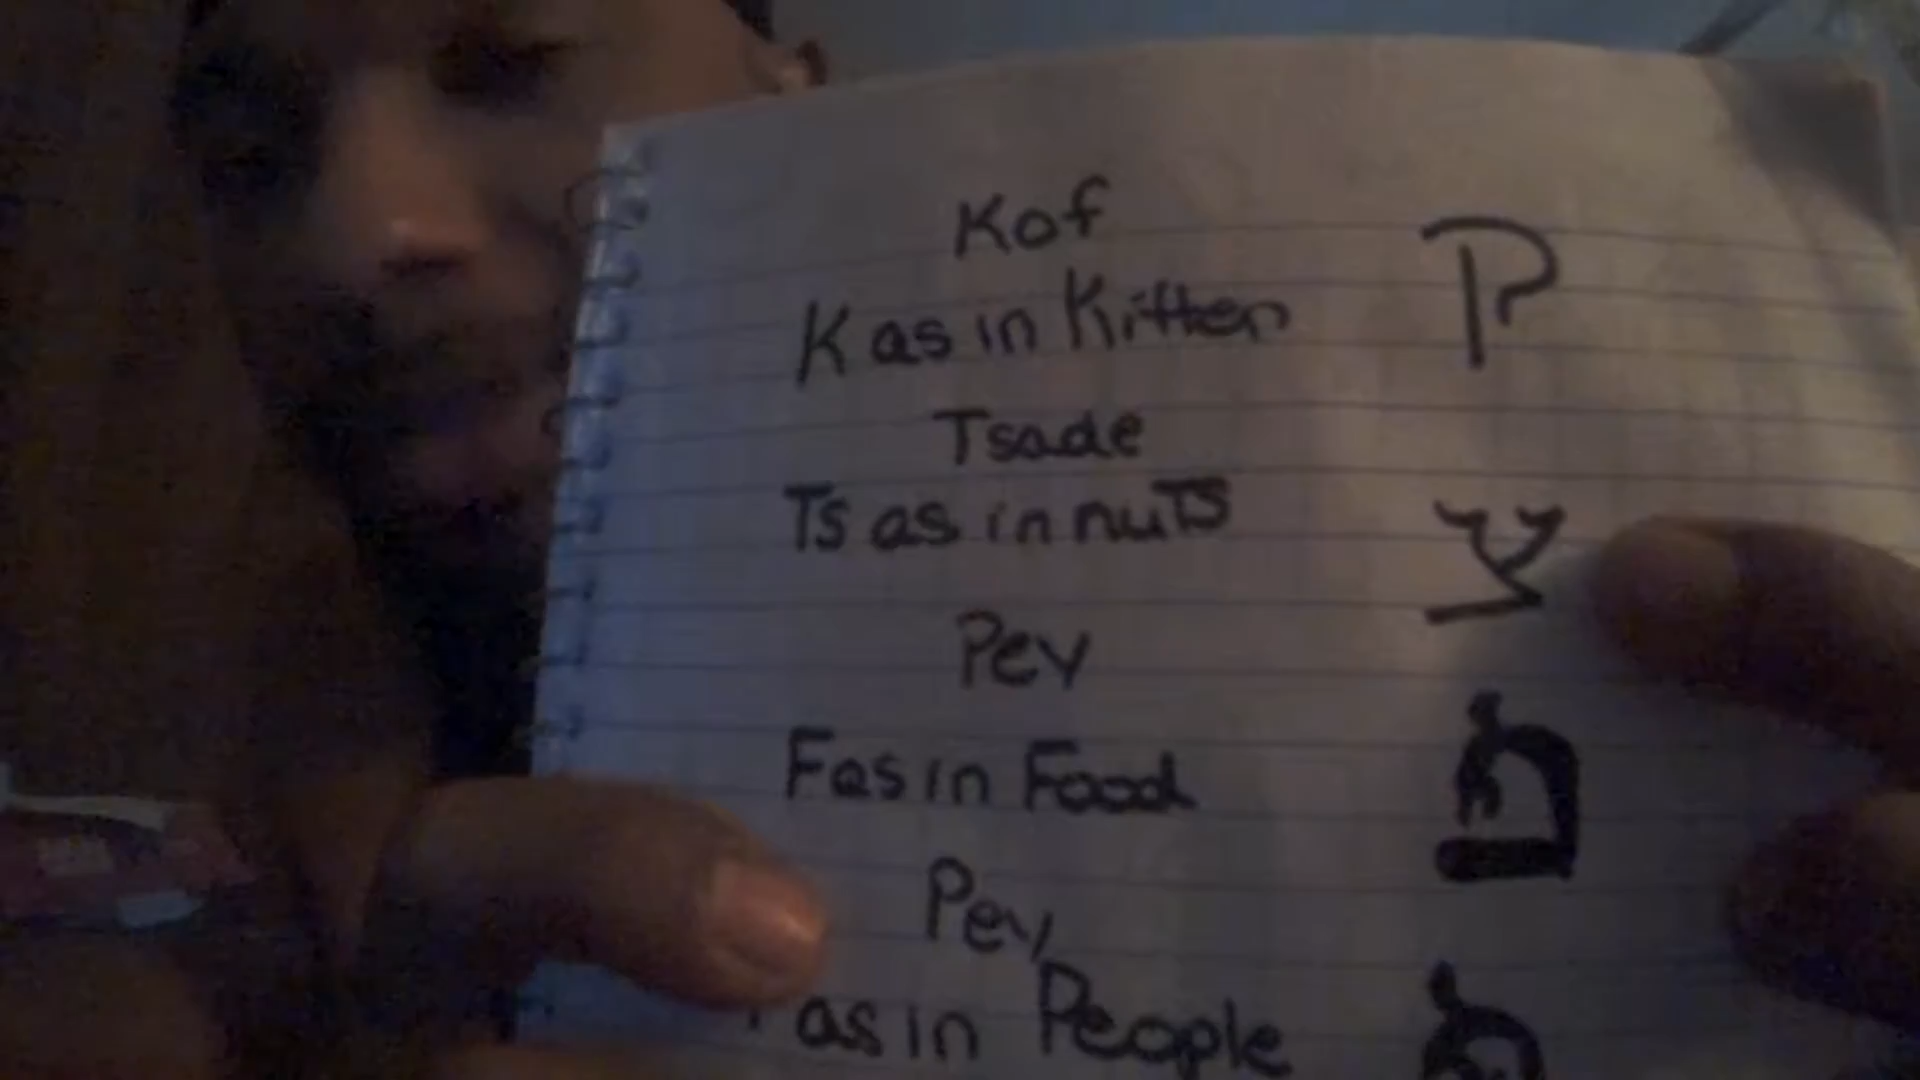 Kof ק
K as in Kitten
Tsade
Ts as in nuTS צ
Pey
F as in Food פ
Pey
as in People